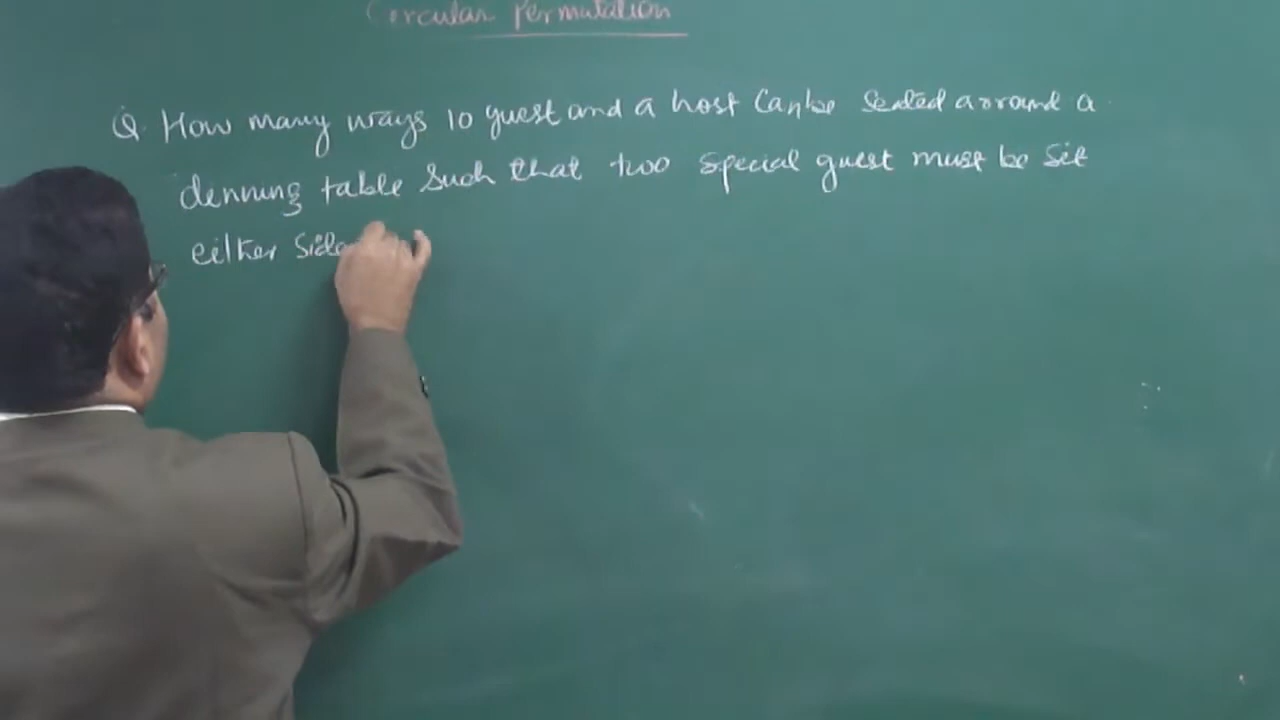 Circular Permutation
Q. How many ways 10 guest and a host can be seated around a
denning table such that two special guest must be sit
either side